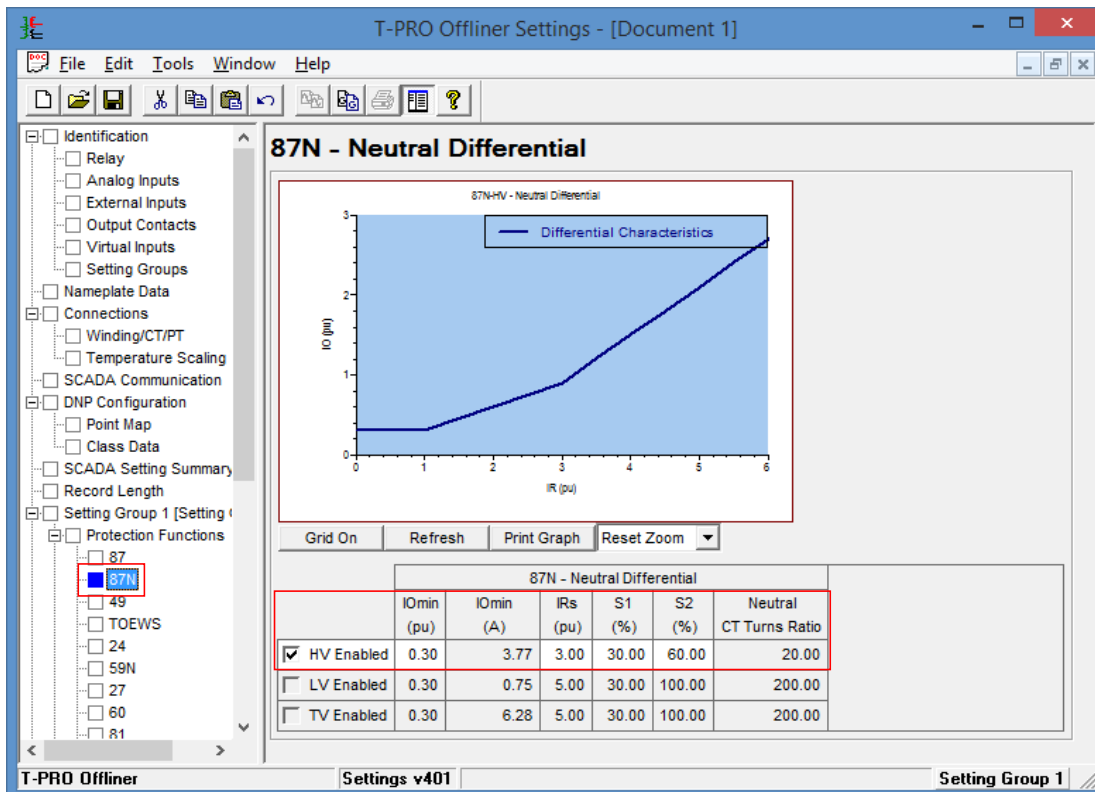 T-PRO Offliner Settings - [Document 1]
File Edit Tools Window Help
Identification
Relay
Analog Inputs
External Inputs
Output Contacts
Virtual Inputs
Setting Groups
Nameplate Data
Connections
Winding/CT/PT
Temperature Scaling
SCADA Communication
DNP Configuration
Point Map
Class Data
SCADA Setting Summary
Record Length
Setting Group 1 [Setting
Protection Functions
87
87N
49
TOEWS
24
59N
27
60
81
87N - Neutral Differential
87N-HV - Neutral Differential
Differential Characteristics
IO (pu)
3
2
1
0
0 1 2 3 4 5 6
IR (pu)
Grid On Refresh Print Graph Reset Zoom
87N - Neutral Differential
IOmin IOmin IRs S1 S2 Neutral
(pu) (A) (pu) (%) (%) CT Turns Ratio
HV Enabled 0.30 3.77 3.00 30.00 60.00 20.00
LV Enabled 0.30 0.75 5.00 30.00 100.00 200.00
TV Enabled 0.30 6.28 5.00 30.00 100.00 200.00
T-PRO Offliner Settings v401 Setting Group 1